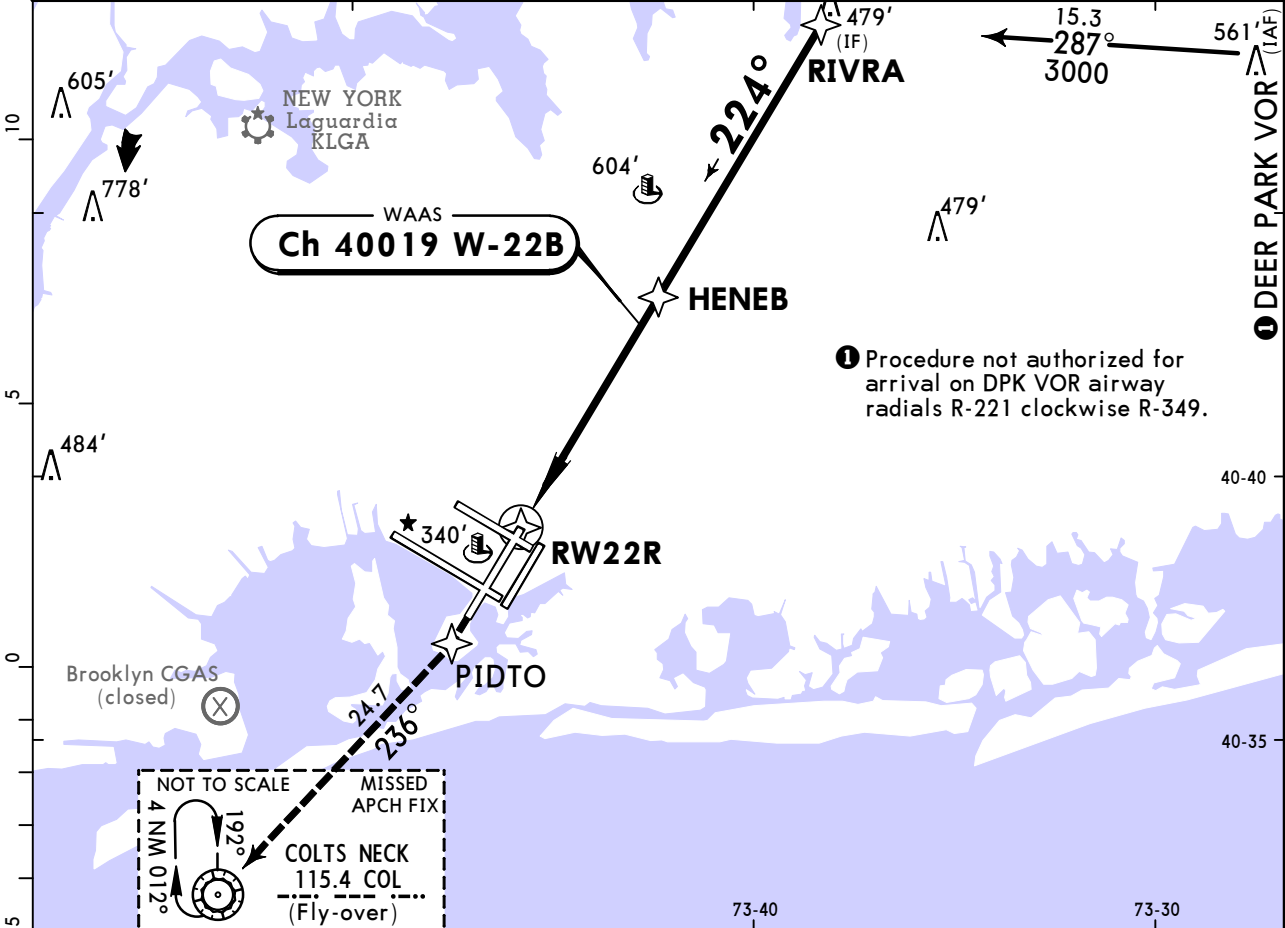 479'
(IF)
RIVRA
15.3
287°
3000
561'
(IAF)
❶ DEER PARK VOR
605'
NEW YORK
Laguardia
KLGA
224°
10
778'
604'
479'
WAAS
Ch 40019 W-22B
HENEB
❶ Procedure not authorized for
arrival on DPK VOR airway
radials R-221 clockwise R-349.
5
484'
40-40
340'
RW22R
0
Brooklyn CGAS
(closed)
X
PIDTO
24.7
236°
40-35
NOT TO SCALE
MISSED
APCH FIX
4 NM 012°
192°
COLTS NECK
115.4 COL
(Fly-over)
5
73-40
73-30